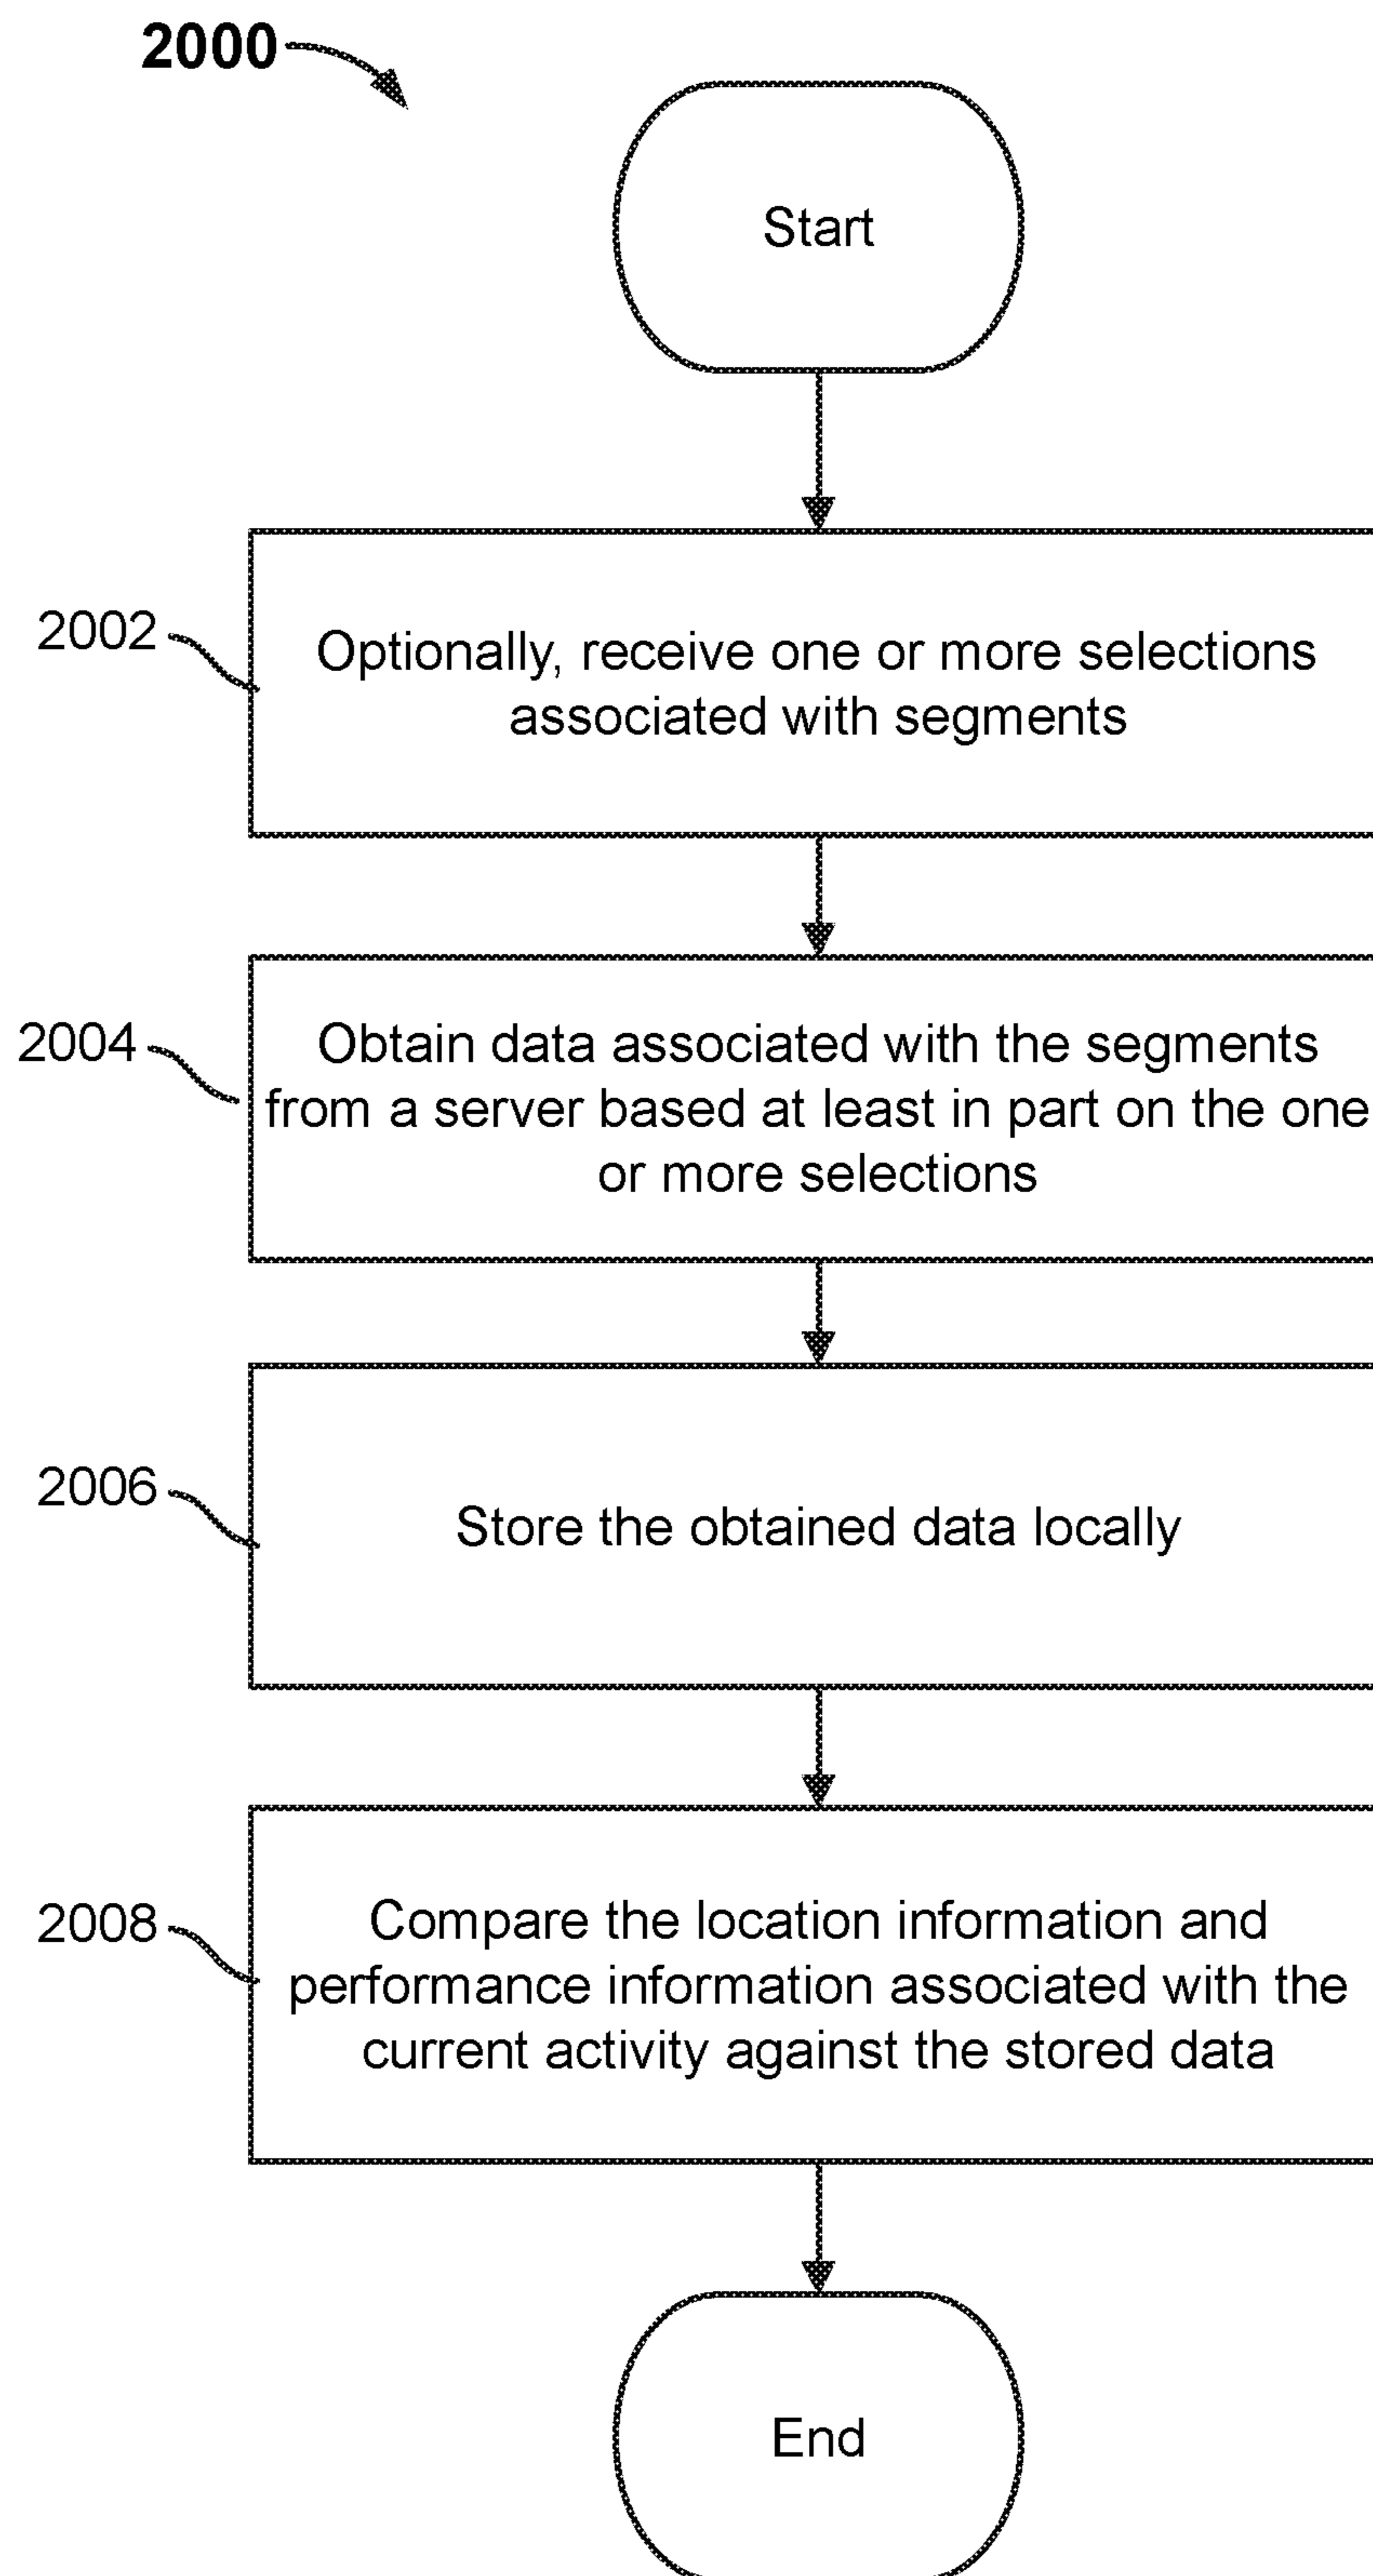 2000
Start
2002
Optionally, receive one or more selections
associated with segments
2004
Obtain data associated with the segments
from a server based at least in part on the one
or more selections
2006
Store the obtained data locally
2008
Compare the location information and
performance information associated with the
current activity against the stored data
End